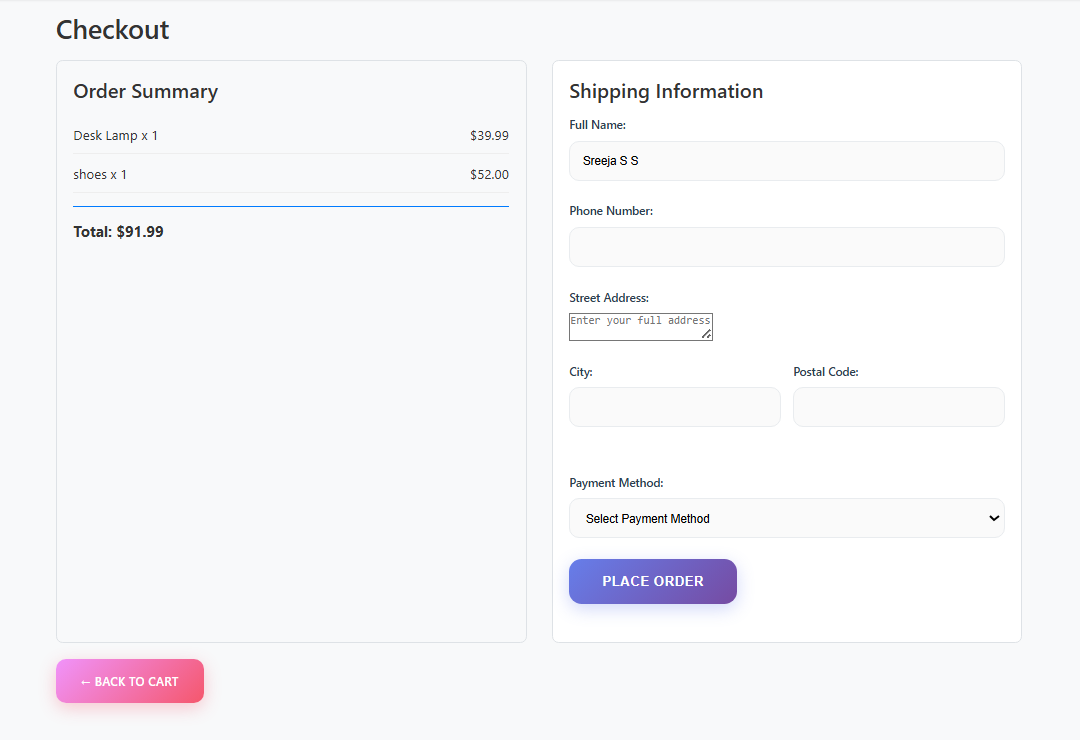 Checkout
Order Summary
Desk Lamp x 1 $39.99
shoes x 1 $52.00
Total: $91.99
Shipping Information
Full Name:
Sreeja S S
Phone Number:
Street Address:
Enter your full address
City:
Postal Code:
Payment Method:
Select Payment Method
PLACE ORDER
← BACK TO CART